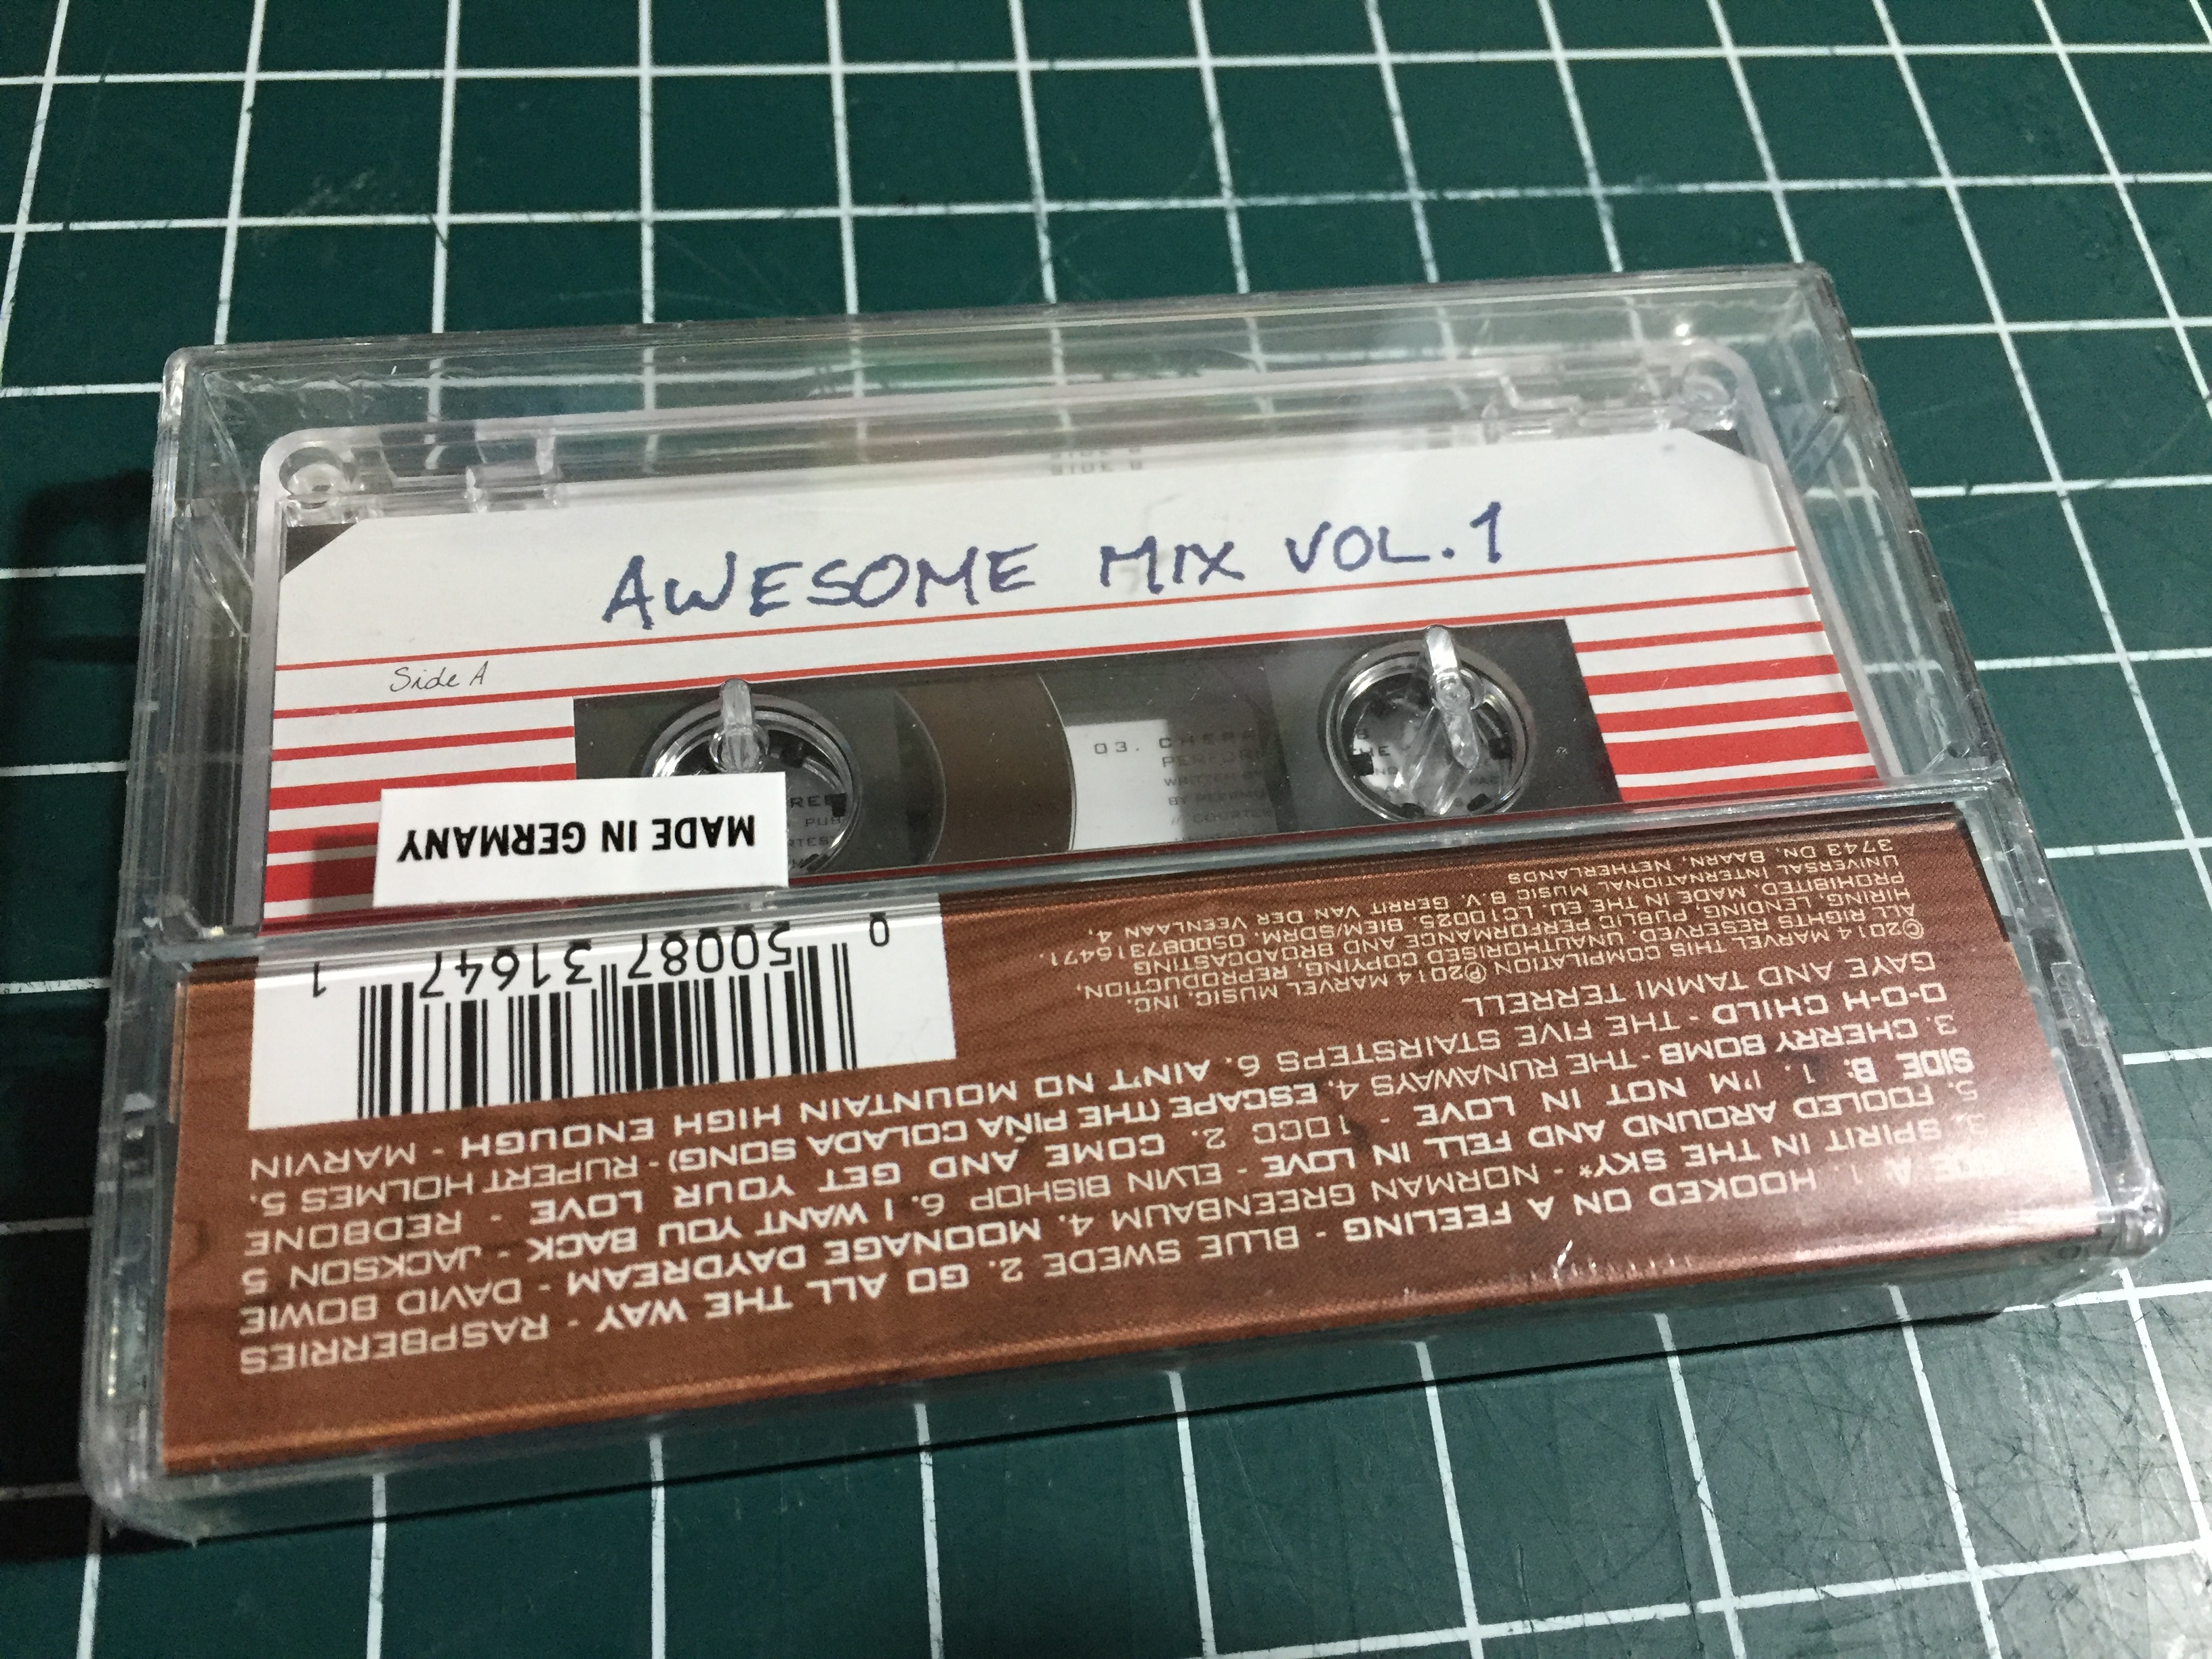 SIDE B
AWESOME MIX VOL.1
Side A
03. CHERR
PERFOR
WRITTEN BY
MADE IN GERMANY
A 1. HOOKED ON A FEELING - BLUE SWEDE 2. GO ALL THE WAY - RASPBERRIES
3. SPIRIT IN THE SKY* - NORMAN GREENBAUM 4. MOONAGE DAYDREAM - DAVID BOWIE
5. FOOLED AROUND AND FELL IN LOVE - ELVIN BISHOP 6. I WANT YOU BACK - JACKSON 5
SIDE B: 1. I'M NOT IN LOVE - 10CC 2. COME AND GET YOUR LOVE - REDBONE
3. CHERRY BOMB - THE RUNAWAYS 4. ESCAPE (THE PIÑA COLADA SONG) - RUPERT HOLMES 5.
O-O-H CHILD - THE FIVE STAIRSTEPS 6. AIN'T NO MOUNTAIN HIGH ENOUGH - MARVIN
GAYE AND TAMMI TERRELL
©2014 MARVEL THIS COMPILATION ℗2014 MARVEL MUSIC, INC.
ALL RIGHTS RESERVED. UNAUTHORISED COPYING, REPRODUCTION,
HIRING, LENDING, PUBLIC PERFORMANCE AND BROADCASTING
PROHIBITED. MADE IN THE EU. LC10025. BIEM/SDRM. 050087316471.
UNIVERSAL INTERNATIONAL MUSIC B.V. GERRIT VAN DER VEENLAAN 4,
3743 DN, BAARN, NETHERLANDS
0 50087 31647 1